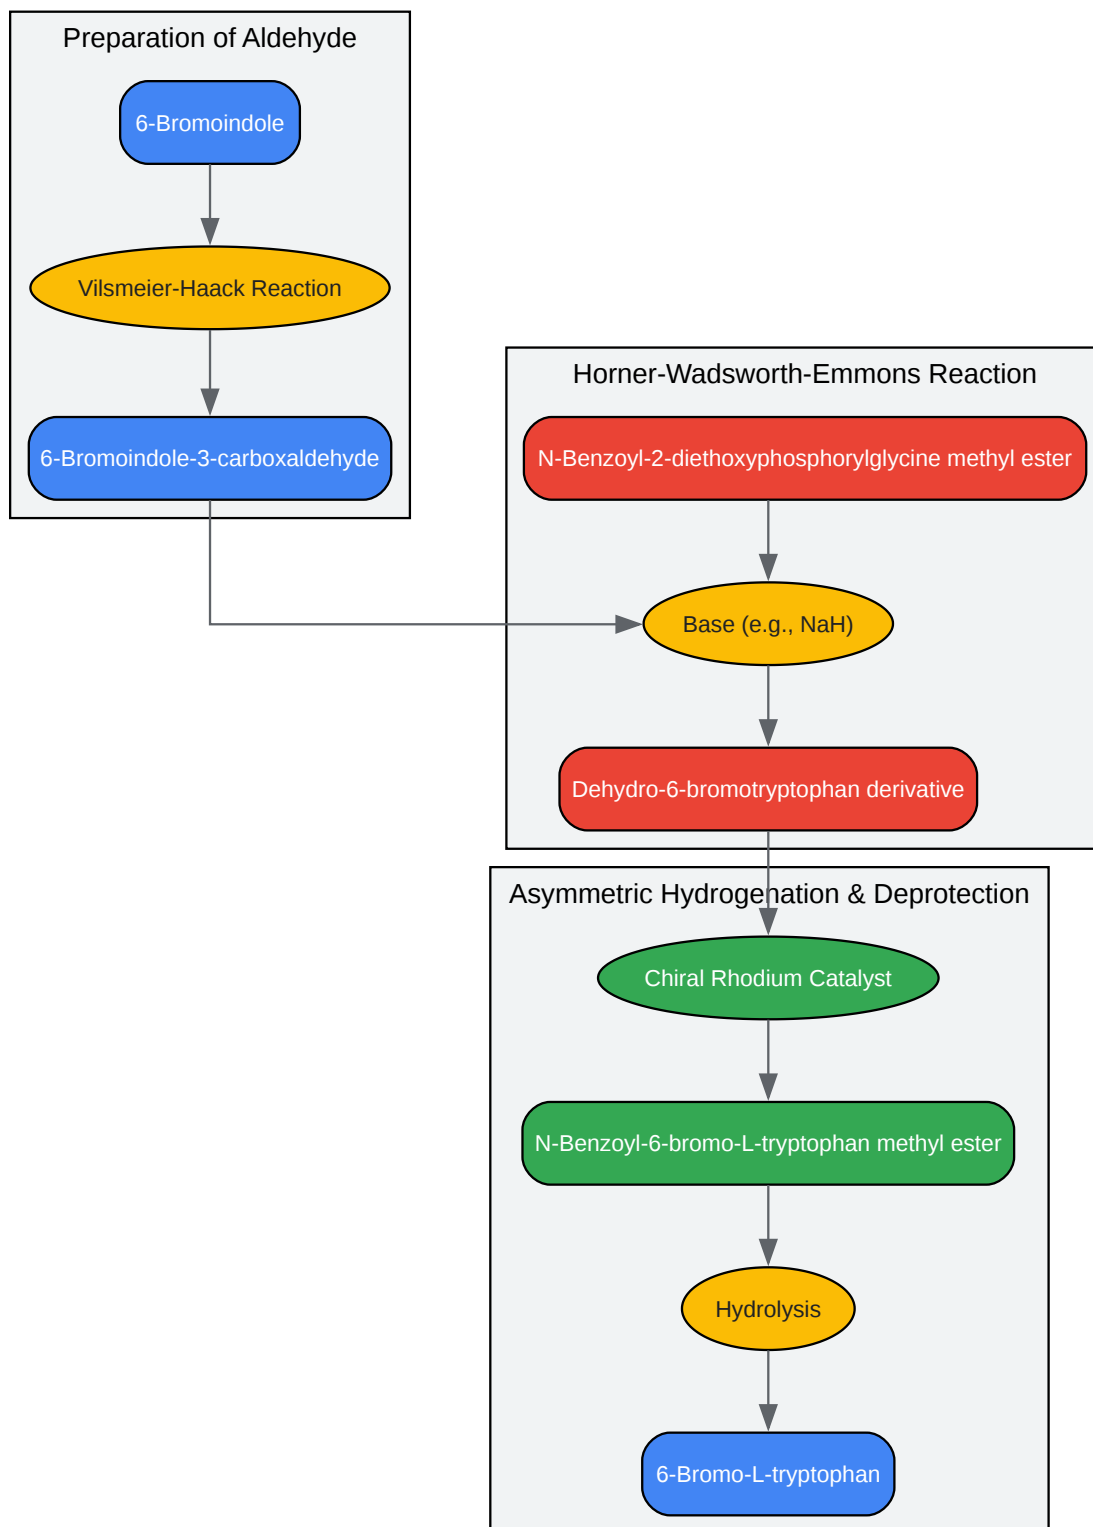 Preparation of Aldehyde
6-Bromoindole
Vilsmeier-Haack Reaction
6-Bromoindole-3-carboxaldehyde
Horner-Wadsworth-Emmons Reaction
N-Benzoyl-2-diethoxyphosphorylglycine methyl ester
Base (e.g., NaH)
Dehydro-6-bromotryptophan derivative
Asymmetric Hydrogenation & Deprotection
Chiral Rhodium Catalyst
N-Benzoyl-6-bromo-L-tryptophan methyl ester
Hydrolysis
6-Bromo-L-tryptophan